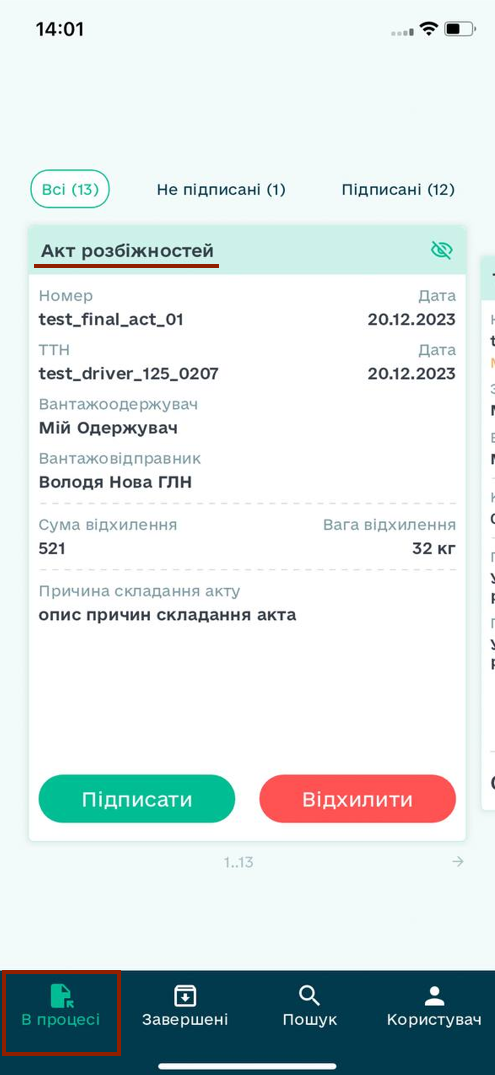 14:01
Всі (13) Не підписані (1) Підписані (12)
Акт розбіжностей
Номер Дата
test_final_act_01 20.12.2023
ТТН Дата
test_driver_125_0207 20.12.2023
Вантажоодержувач
Мій Одержувач
Вантажовідправник
Володя Нова ГЛН
Сума відхилення Вага відхилення
521 32 кг
Причина складання акту
опис причин складання акта
Підписати Відхилити
1..13
В процесі Завершені Пошук Користувач